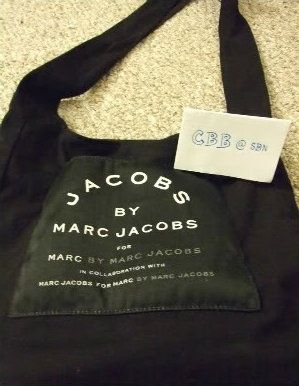 CBB @ SBN
JACOBS
BY
MARC JACOBS
FOR
MARC BY MARC JACOBS
IN COLLABORATION WITH
MARC JACOBS FOR MARC BY MARC JACOBS